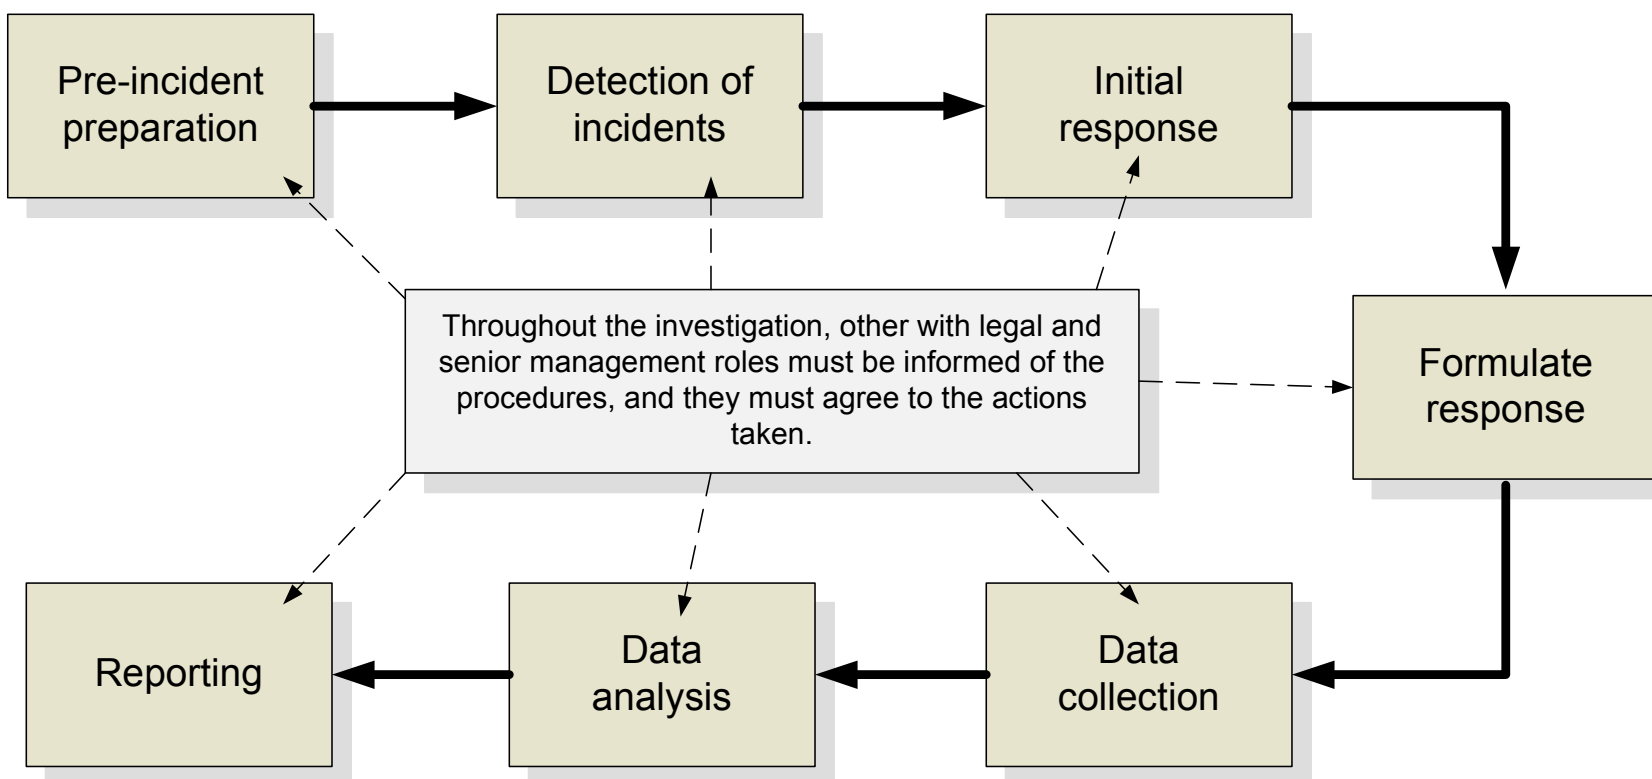 Pre-incident
preparation
Detection of
incidents
Initial
response
Throughout the investigation, other with legal and
senior management roles must be informed of the
procedures, and they must agree to the actions
taken.
Formulate
response
Reporting
Data
analysis
Data
collection